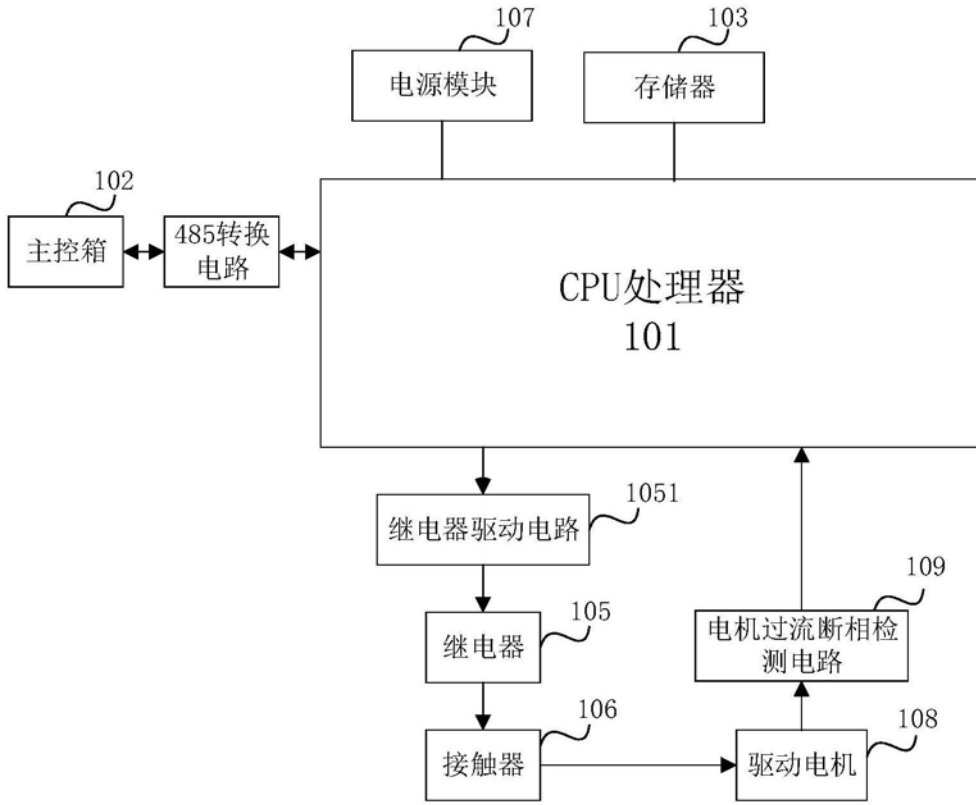 107
103
电源模块
存储器
102
主控箱
485转换
电路
CPU处理器
101
1051
继电器驱动电路
109
105
电机过流断相检
测电路
继电器
106
108
接触器
驱动电机